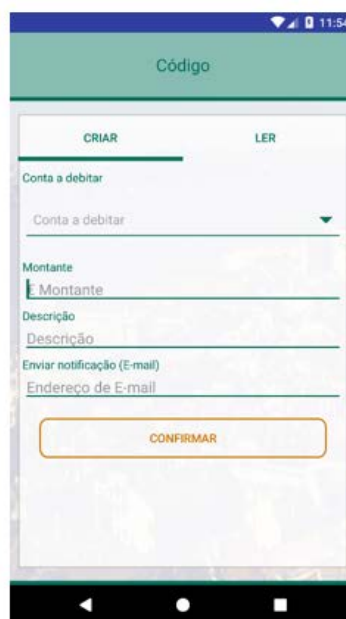 11:54
Código
CRIAR LER
Conta a debitar
Conta a debitar
Montante
Montante
Descrição
Descrição
Enviar notificação (E-mail)
Endereço de E-mail
CONFIRMAR